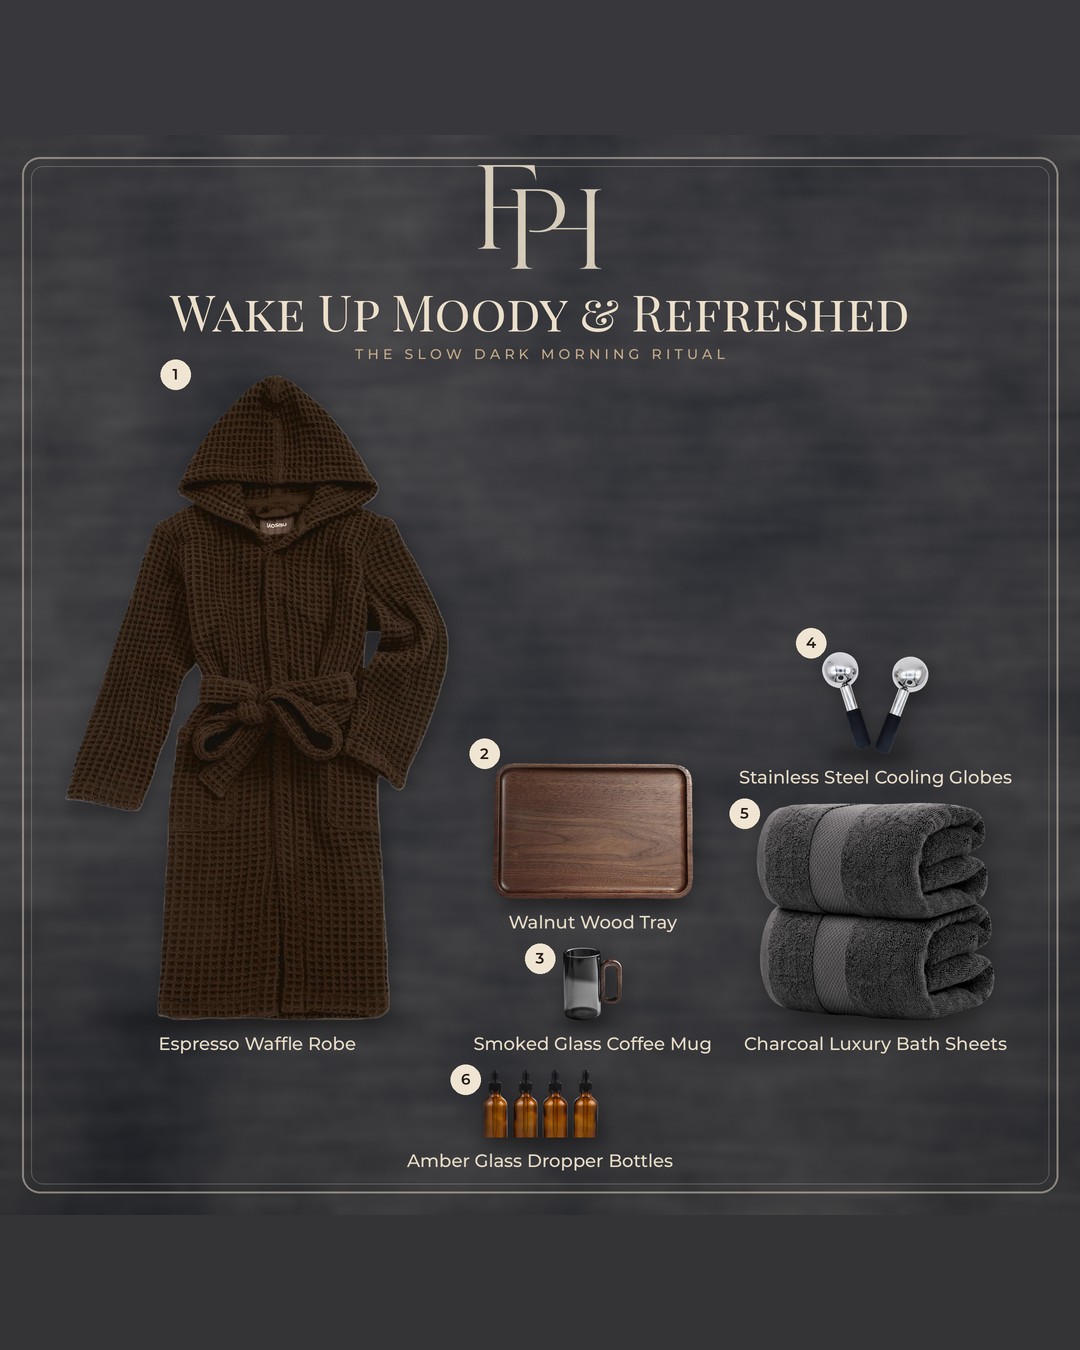 FPH
WAKE UP MOODY & REFRESHED
THE SLOW DARK MORNING RITUAL
1
Espresso Waffle Robe
2
Walnut Wood Tray
3
Smoked Glass Coffee Mug
4
Stainless Steel Cooling Globes
5
Charcoal Luxury Bath Sheets
6
Amber Glass Dropper Bottles